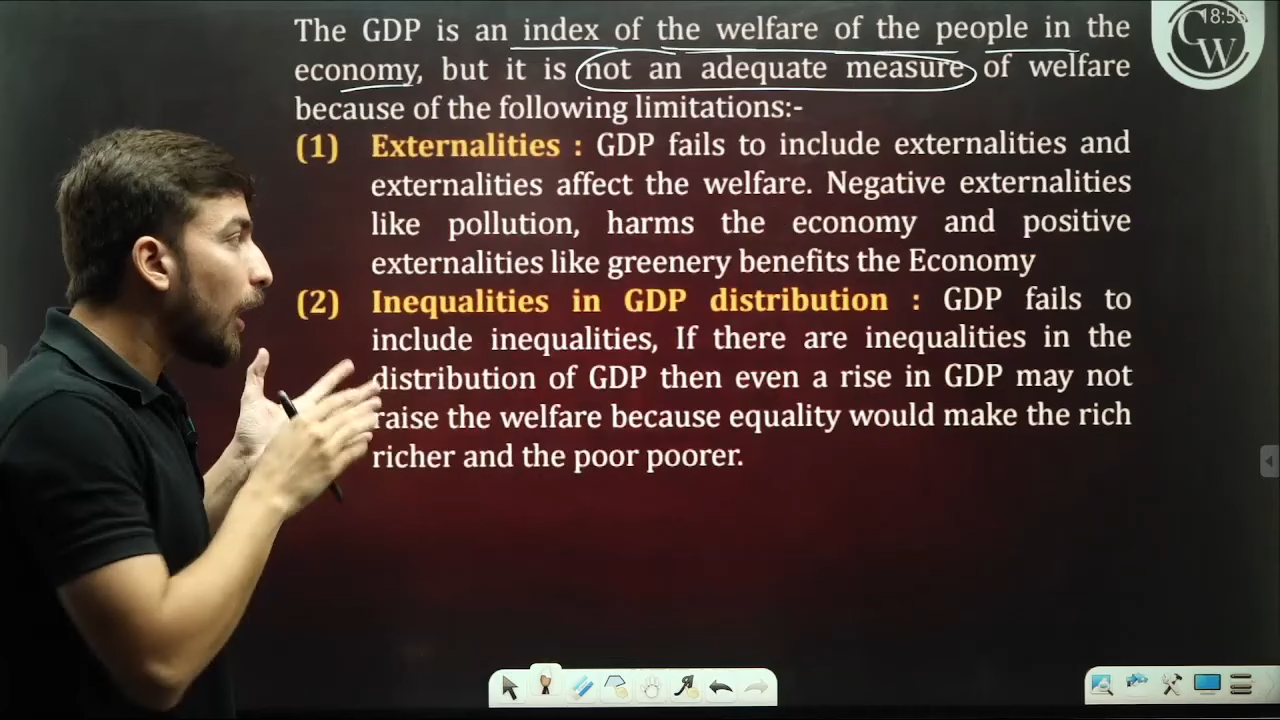 The GDP is an index of the welfare of the people in the
economy, but it is not an adequate measure of welfare
because of the following limitations:-
(1) Externalities : GDP fails to include externalities and
externalities affect the welfare. Negative externalities
like pollution, harms the economy and positive
externalities like greenery benefits the Economy
(2) Inequalities in GDP distribution : GDP fails to
include inequalities, If there are inequalities in the
distribution of GDP then even a rise in GDP may not
raise the welfare because equality would make the rich
richer and the poor poorer.
18:55
CW